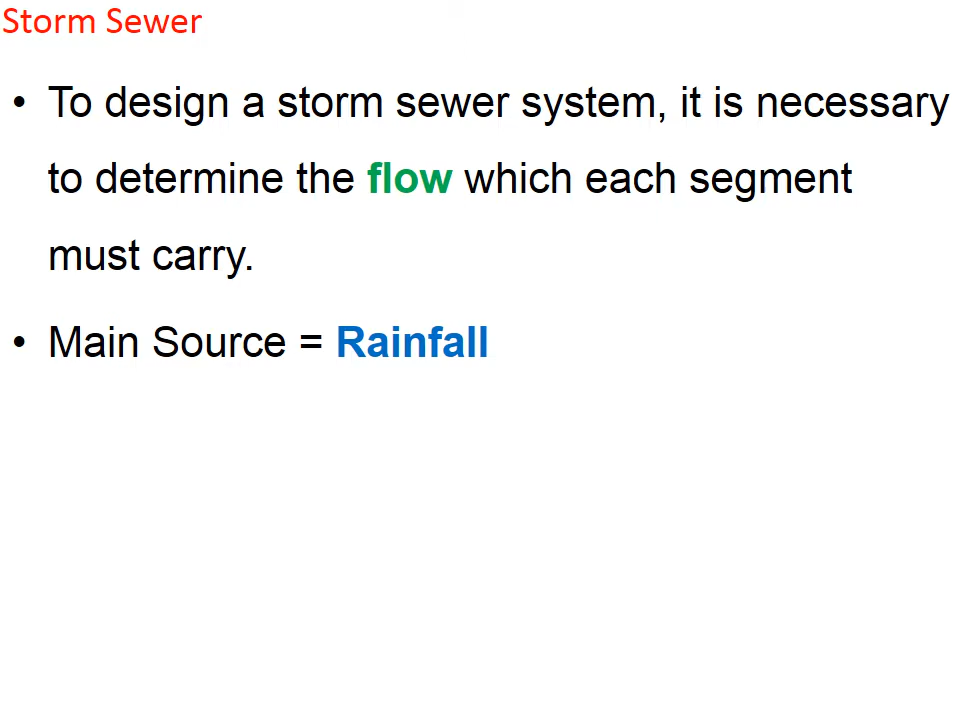 Storm Sewer
• To design a storm sewer system, it is necessary
to determine the flow which each segment
must carry.
• Main Source = Rainfall